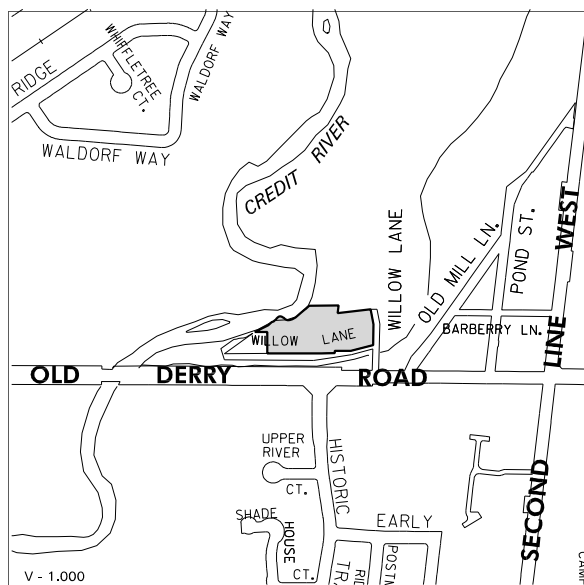 RIDGE
WHIFFLETREE
CT.
WALDORF WAY
WALDORF WAY
CREDIT RIVER
WILLOW LANE
OLD MILL LN.
POND ST.
WEST
BARBERRY LN.
LINE
WILLOW LANE
OLD DERRY ROAD
UPPER
RIVER
CT.
HISTORIC
SHADE
HOUSE
CT.
EARLY
TR.
SECOND
V - 1.000